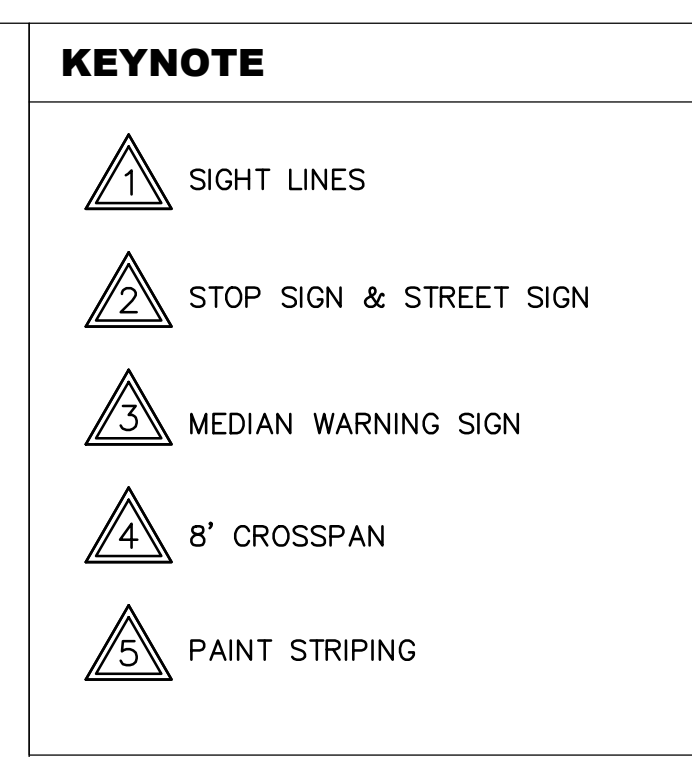 KEYNOTE
1 SIGHT LINES
2 STOP SIGN & STREET SIGN
3 MEDIAN WARNING SIGN
4 8' CROSSPAN
5 PAINT STRIPING